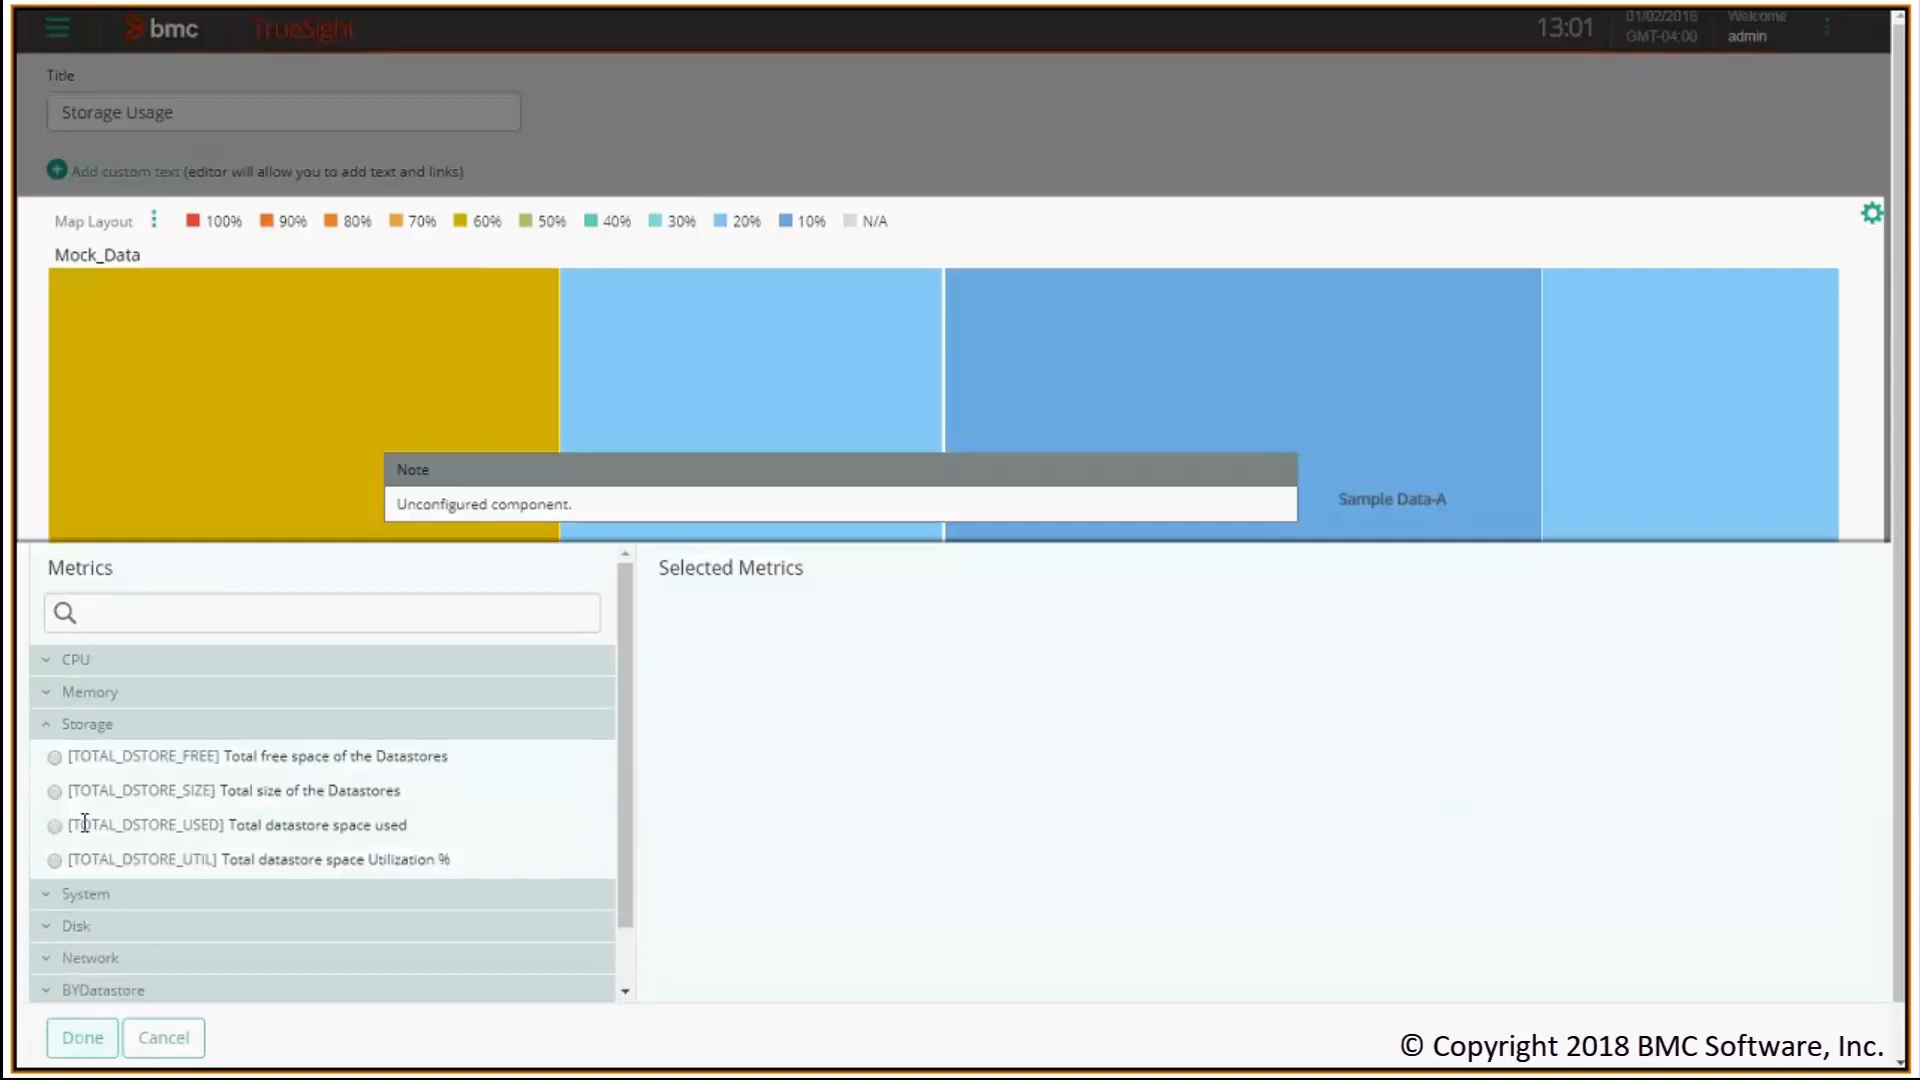 bmc TrueSight 13:01 01/02/2018 Welcome
GMT-04:00 admin
Title
Storage Usage
Add custom text (editor will allow you to add text and links)
Map Layout 100% 90% 80% 70% 60% 50% 40% 30% 20% 10% N/A
Mock_Data
Note
Unconfigured component.
Sample Data-A
Metrics
Selected Metrics
CPU
Memory
Storage
[TOTAL_DSTORE_FREE] Total free space of the Datastores
[TOTAL_DSTORE_SIZE] Total size of the Datastores
[TOTAL_DSTORE_USED] Total datastore space used
[TOTAL_DSTORE_UTIL] Total datastore space Utilization %
System
Disk
Network
BYDatastore
Done Cancel
© Copyright 2018 BMC Software, Inc.